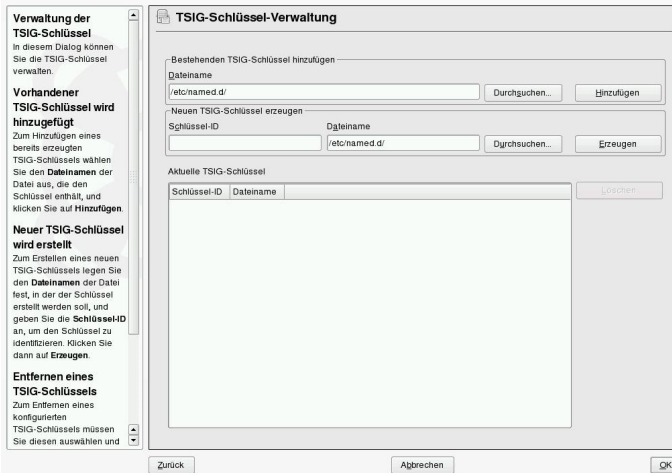 Verwaltung der
TSIG-Schlüssel
In diesem Dialog können
Sie die TSIG-Schlüssel
verwalten.
Vorhandener
TSIG-Schlüssel wird
hinzugefügt
Zum Hinzufügen eines
bereits erzeugten
TSIG-Schlüssels wählen
Sie den Dateinamen der
Datei aus, die den
Schlüssel enthält, und
klicken Sie auf Hinzufügen.
Neuer TSIG-Schlüssel
wird erstellt
Zum Erstellen eines neuen
TSIG-Schlüssels legen Sie
den Dateinamen der Datei
fest, in der der Schlüssel
erstellt werden soll, und
geben Sie die Schlüssel-ID
an, um den Schlüssel zu
identifizieren. Klicken Sie
dann auf Erzeugen.
Entfernen eines
TSIG-Schlüssels
Zum Entfernen eines
konfigurierten
TSIG-Schlüssels müssen
Sie diesen auswählen und
TSIG-Schlüssel-Verwaltung
Bestehenden TSIG-Schlüssel hinzufügen
Dateiname
/etc/named.d/ Durchsuchen... Hinzufügen
Neuen TSIG-Schlüssel erzeugen
Schlüssel-ID Dateiname
/etc/named.d/ Durchsuchen... Erzeugen
Aktuelle TSIG-Schlüssel
Schlüssel-ID Dateiname Löschen
Zurück Abbrechen OK